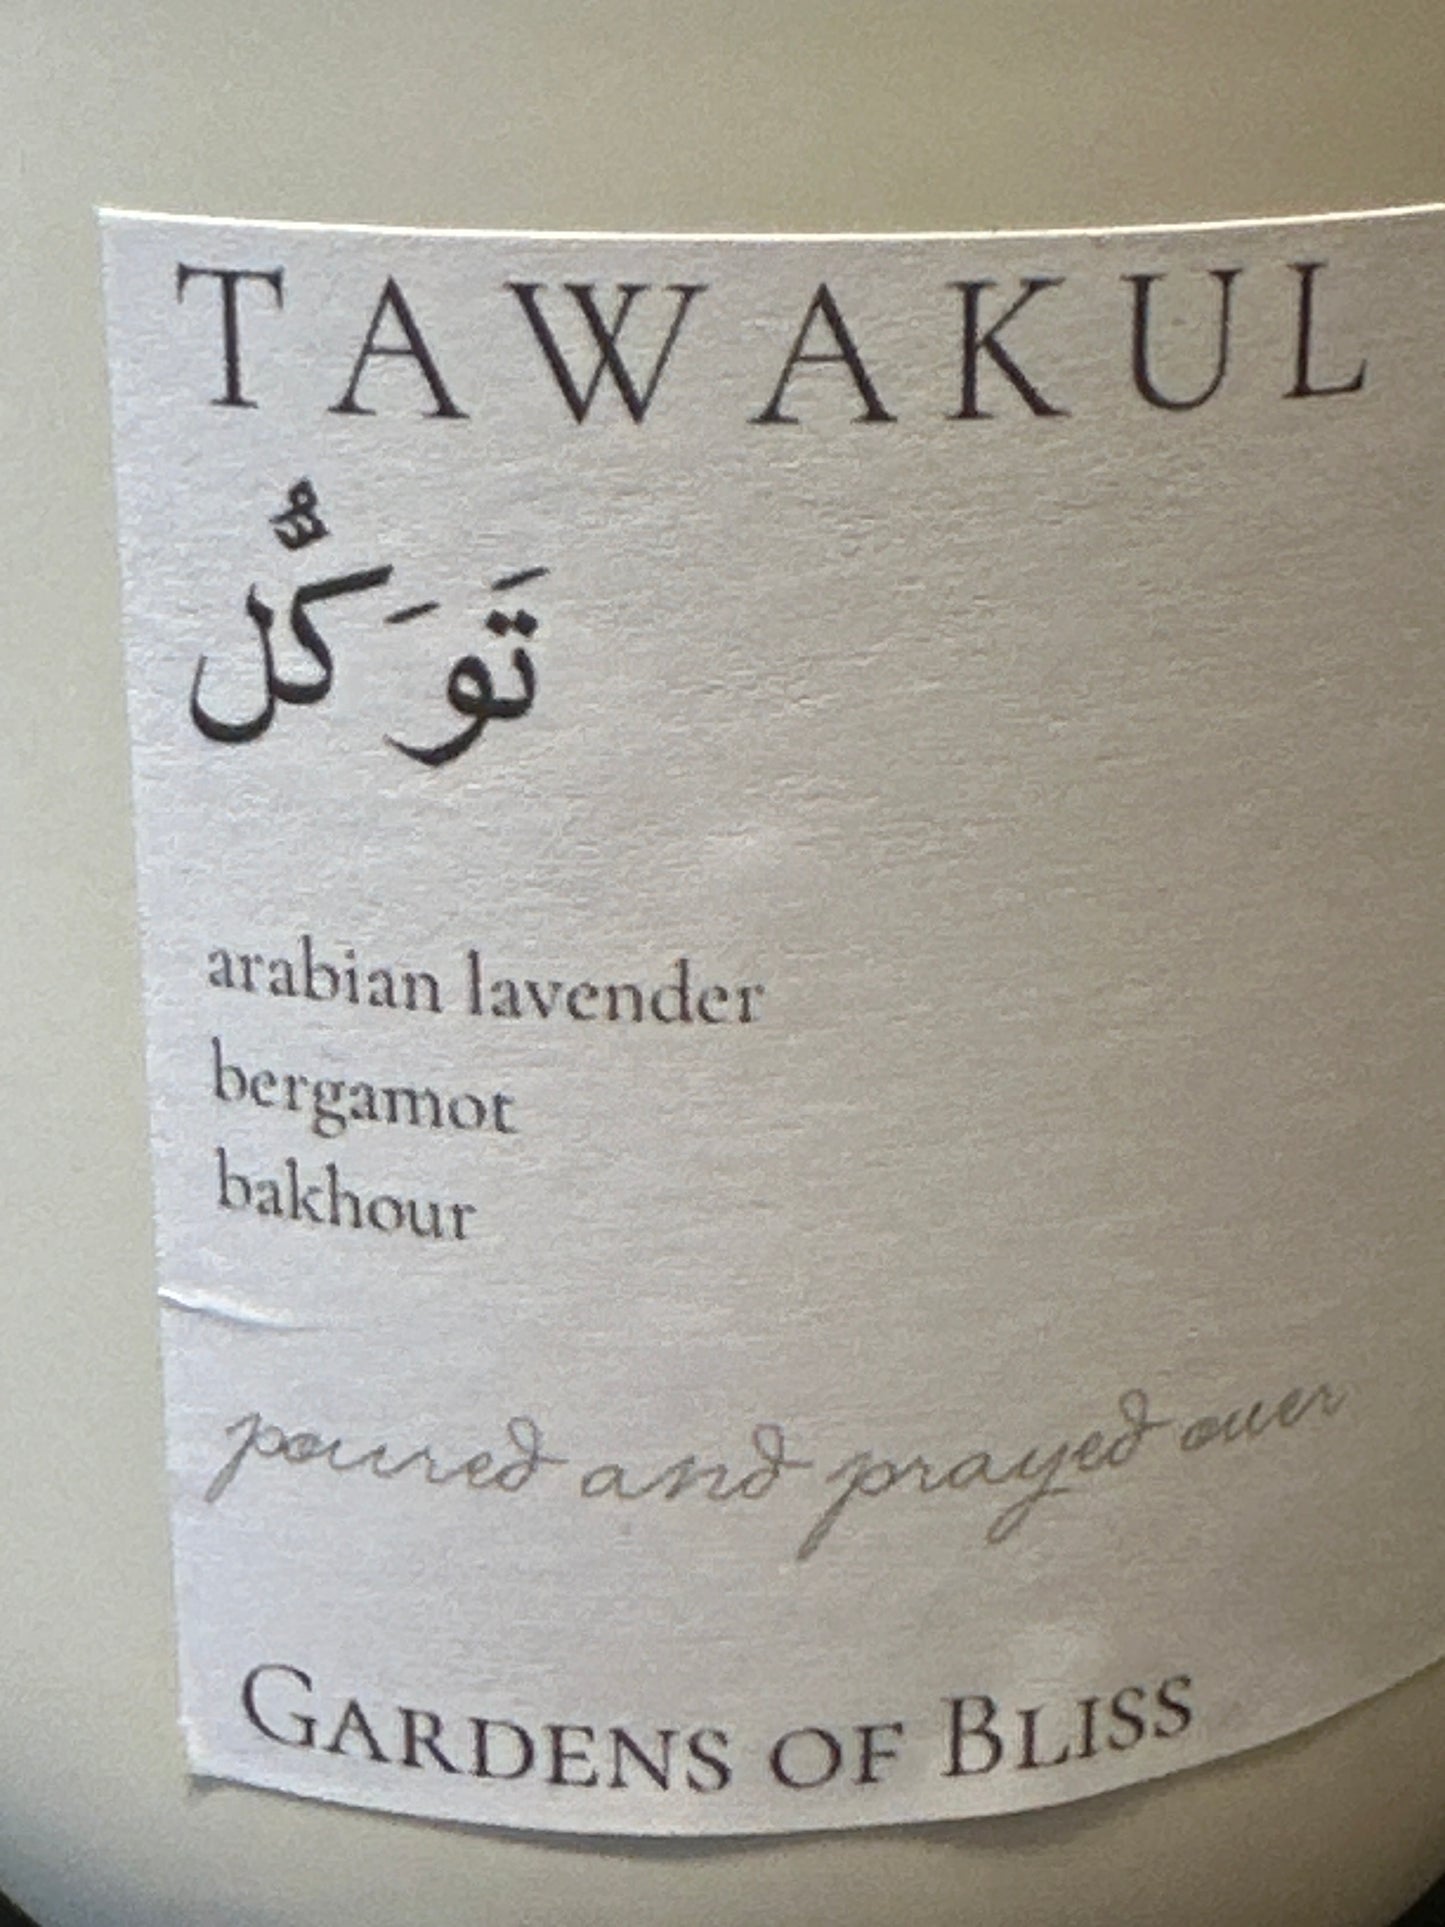 TAWAKUL
تَوَكُّل
arabian lavender
bergamot
bakhour
poured and prayed over
GARDENS OF BLISS